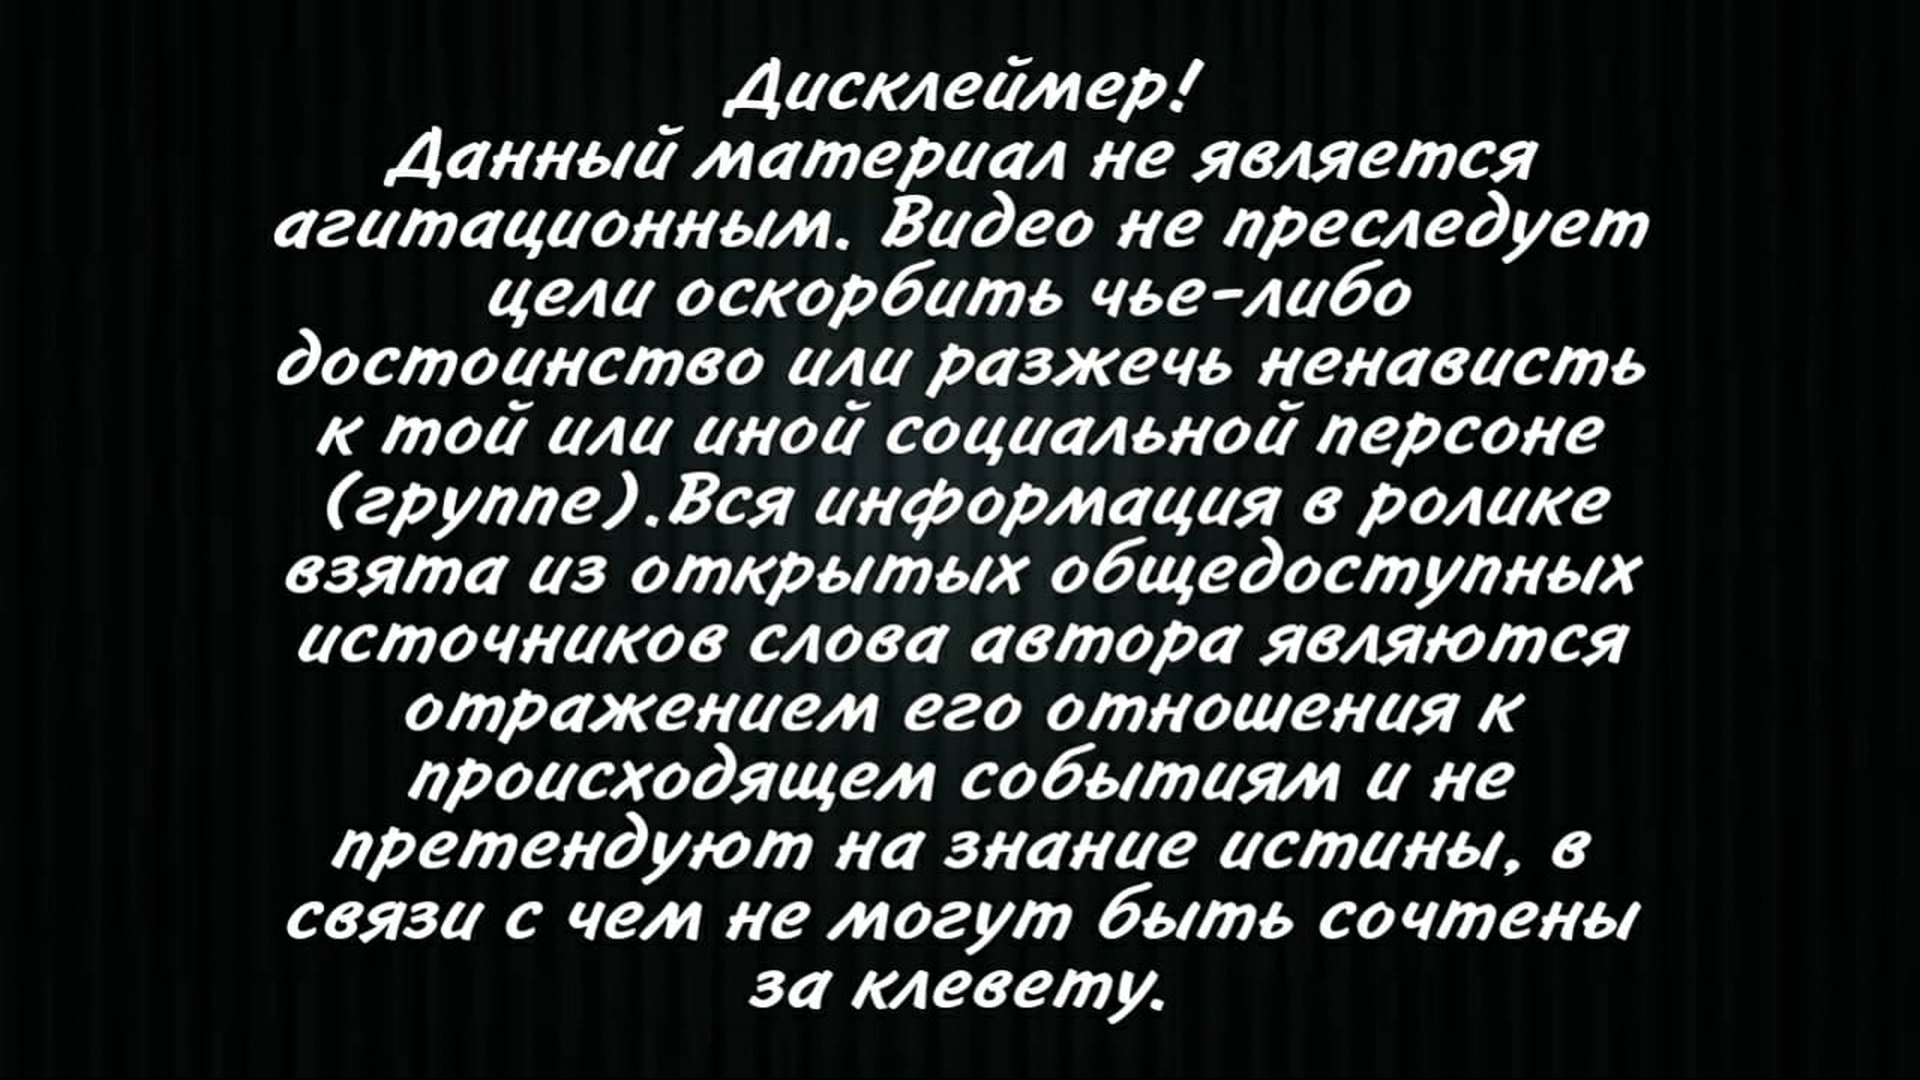 Дисклеймер!
Данный материал не является
агитационным. Видео не преследует
цели оскорбить чье-либо
достоинство или разжечь ненависть
к той или иной социальной персоне
(группе).Вся информация в ролике
взята из открытых общедоступных
источников слова автора являются
отражением его отношения к
происходящем событиям и не
претендуют на знание истины, в
связи с чем не могут быть сочтены
за клевету.